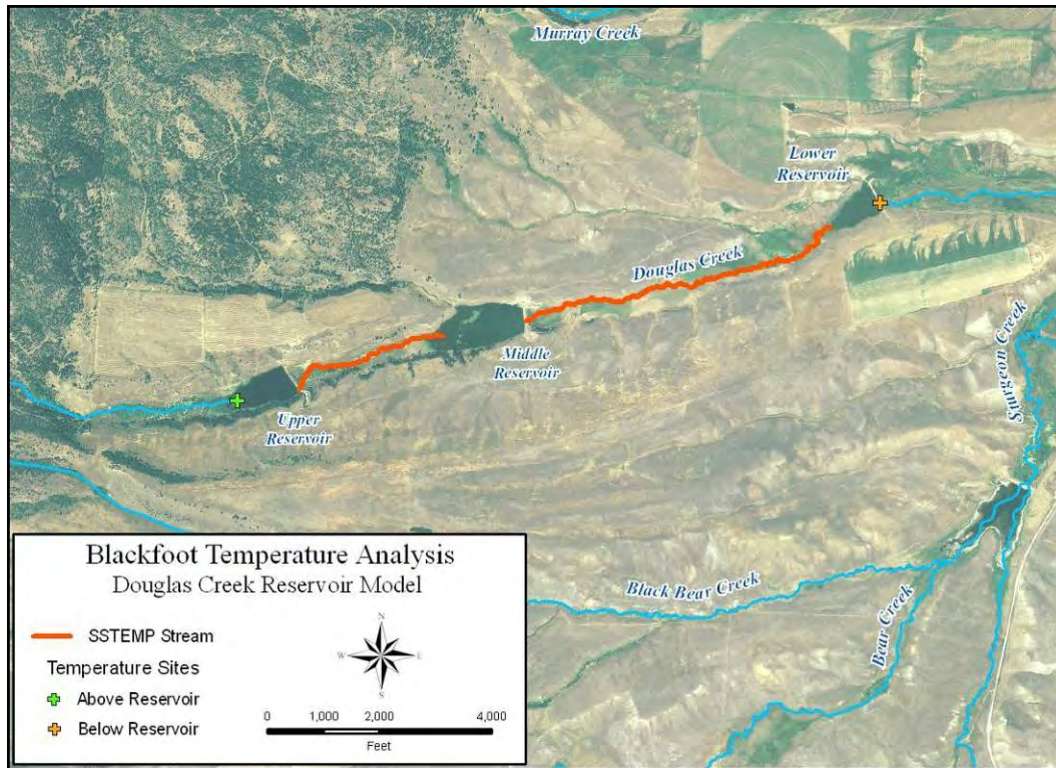 Murray Creek
Lower
Reservoir
Douglas Creek
Middle
Reservoir
Upper
Reservoir
Sturgeon Creek
Black Bear Creek
Bear Creek
Blackfoot Temperature Analysis
Douglas Creek Reservoir Model
SSTEMP Stream
Temperature Sites
Above Reservoir
Below Reservoir
N
W E
S
0 1,000 2,000 4,000
Feet